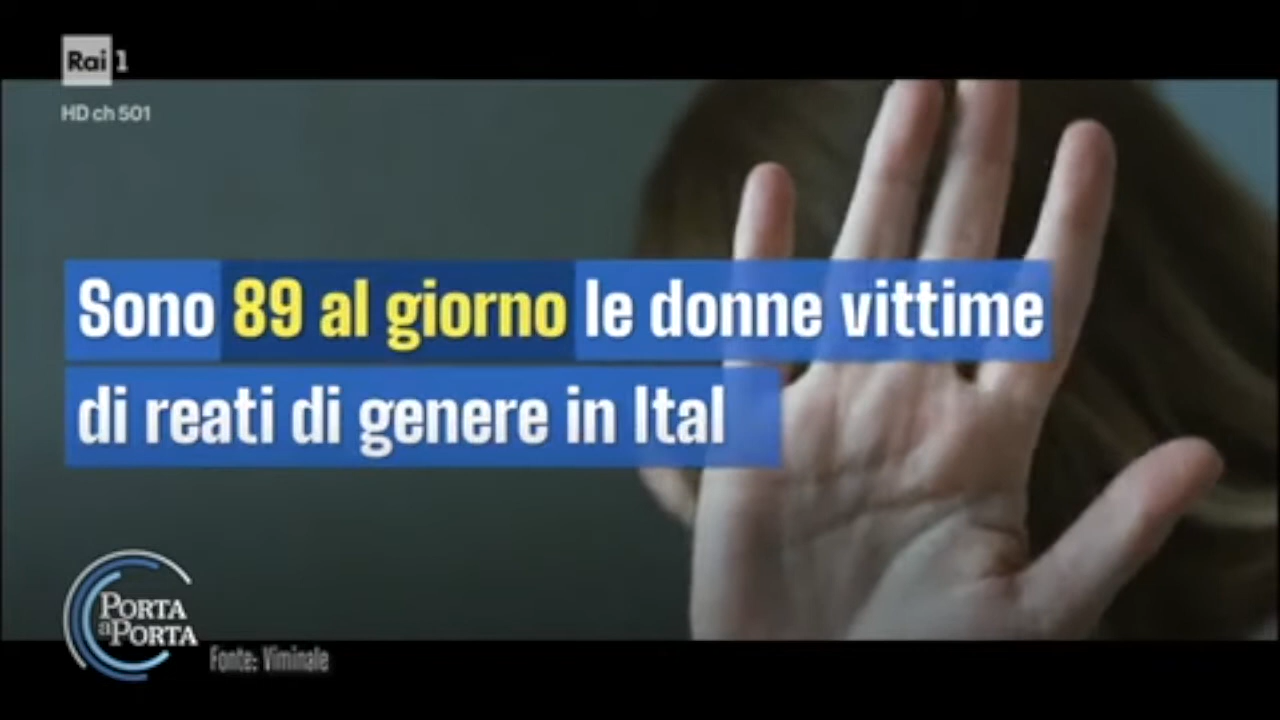 Rai 1
HD ch 501
Sono 89 al giorno le donne vittime
di reati di genere in Ital
PORTA
a PORTA
Fonte: Viminale